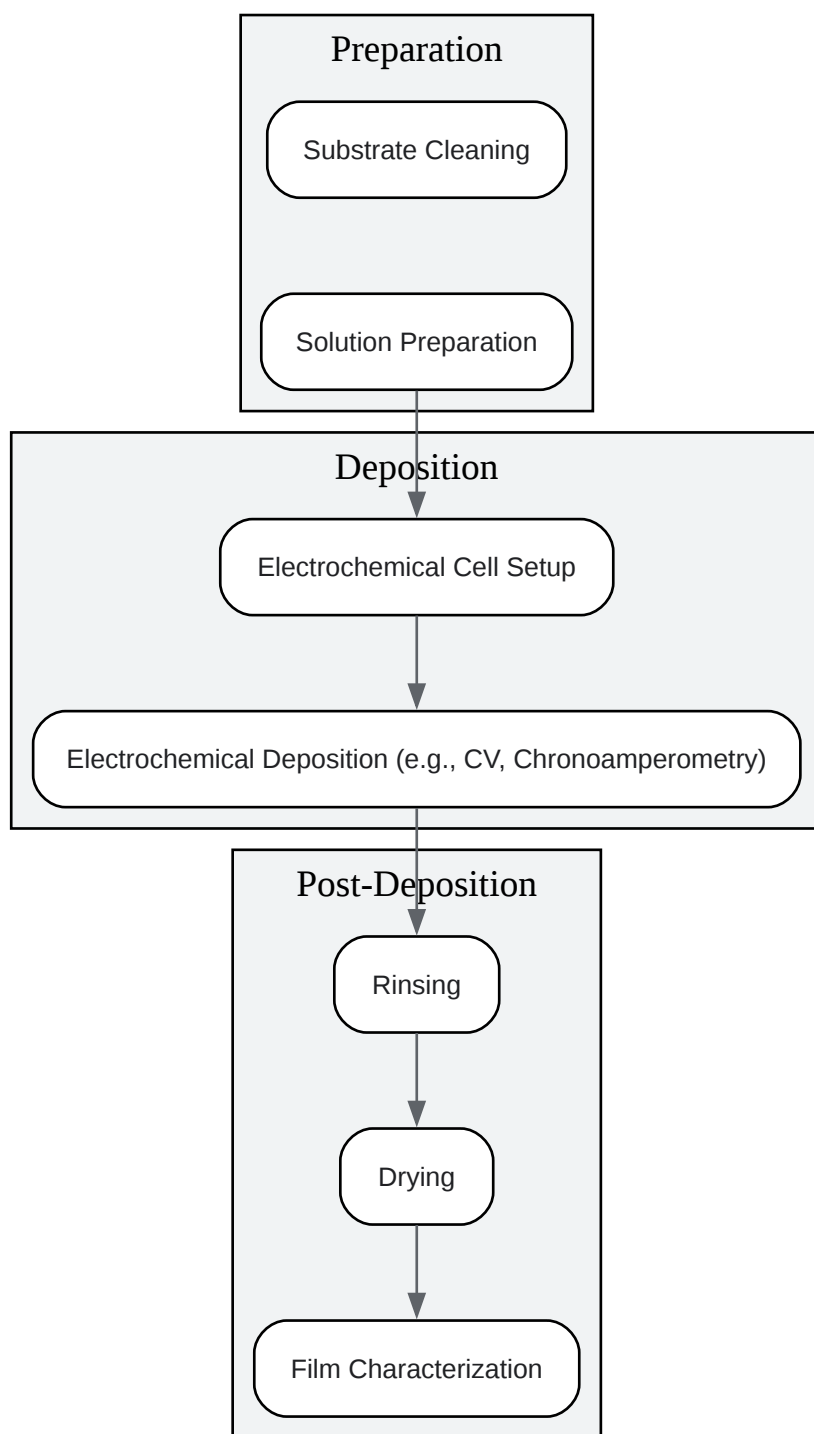 Preparation
Substrate Cleaning
Solution Preparation
Deposition
Electrochemical Cell Setup
Electrochemical Deposition (e.g., CV, Chronoamperometry)
Post-Deposition
Rinsing
Drying
Film Characterization